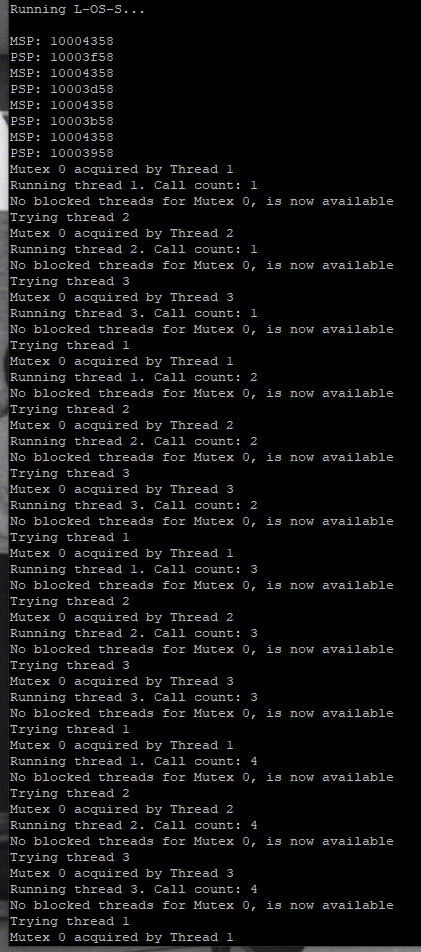 Running L-OS-S...
MSP: 10004358
PSP: 10003f58
MSP: 10004358
PSP: 10003d58
MSP: 10004358
PSP: 10003b58
MSP: 10004358
PSP: 10003958
Mutex 0 acquired by Thread 1
Running thread 1. Call count: 1
No blocked threads for Mutex 0, is now available
Trying thread 2
Mutex 0 acquired by Thread 2
Running thread 2. Call count: 1
No blocked threads for Mutex 0, is now available
Trying thread 3
Mutex 0 acquired by Thread 3
Running thread 3. Call count: 1
No blocked threads for Mutex 0, is now available
Trying thread 1
Mutex 0 acquired by Thread 1
Running thread 1. Call count: 2
No blocked threads for Mutex 0, is now available
Trying thread 2
Mutex 0 acquired by Thread 2
Running thread 2. Call count: 2
No blocked threads for Mutex 0, is now available
Trying thread 3
Mutex 0 acquired by Thread 3
Running thread 3. Call count: 2
No blocked threads for Mutex 0, is now available
Trying thread 1
Mutex 0 acquired by Thread 1
Running thread 1. Call count: 3
No blocked threads for Mutex 0, is now available
Trying thread 2
Mutex 0 acquired by Thread 2
Running thread 2. Call count: 3
No blocked threads for Mutex 0, is now available
Trying thread 3
Mutex 0 acquired by Thread 3
Running thread 3. Call count: 3
No blocked threads for Mutex 0, is now available
Trying thread 1
Mutex 0 acquired by Thread 1
Running thread 1. Call count: 4
No blocked threads for Mutex 0, is now available
Trying thread 2
Mutex 0 acquired by Thread 2
Running thread 2. Call count: 4
No blocked threads for Mutex 0, is now available
Trying thread 3
Mutex 0 acquired by Thread 3
Running thread 3. Call count: 4
No blocked threads for Mutex 0, is now available
Trying thread 1
Mutex 0 acquired by Thread 1